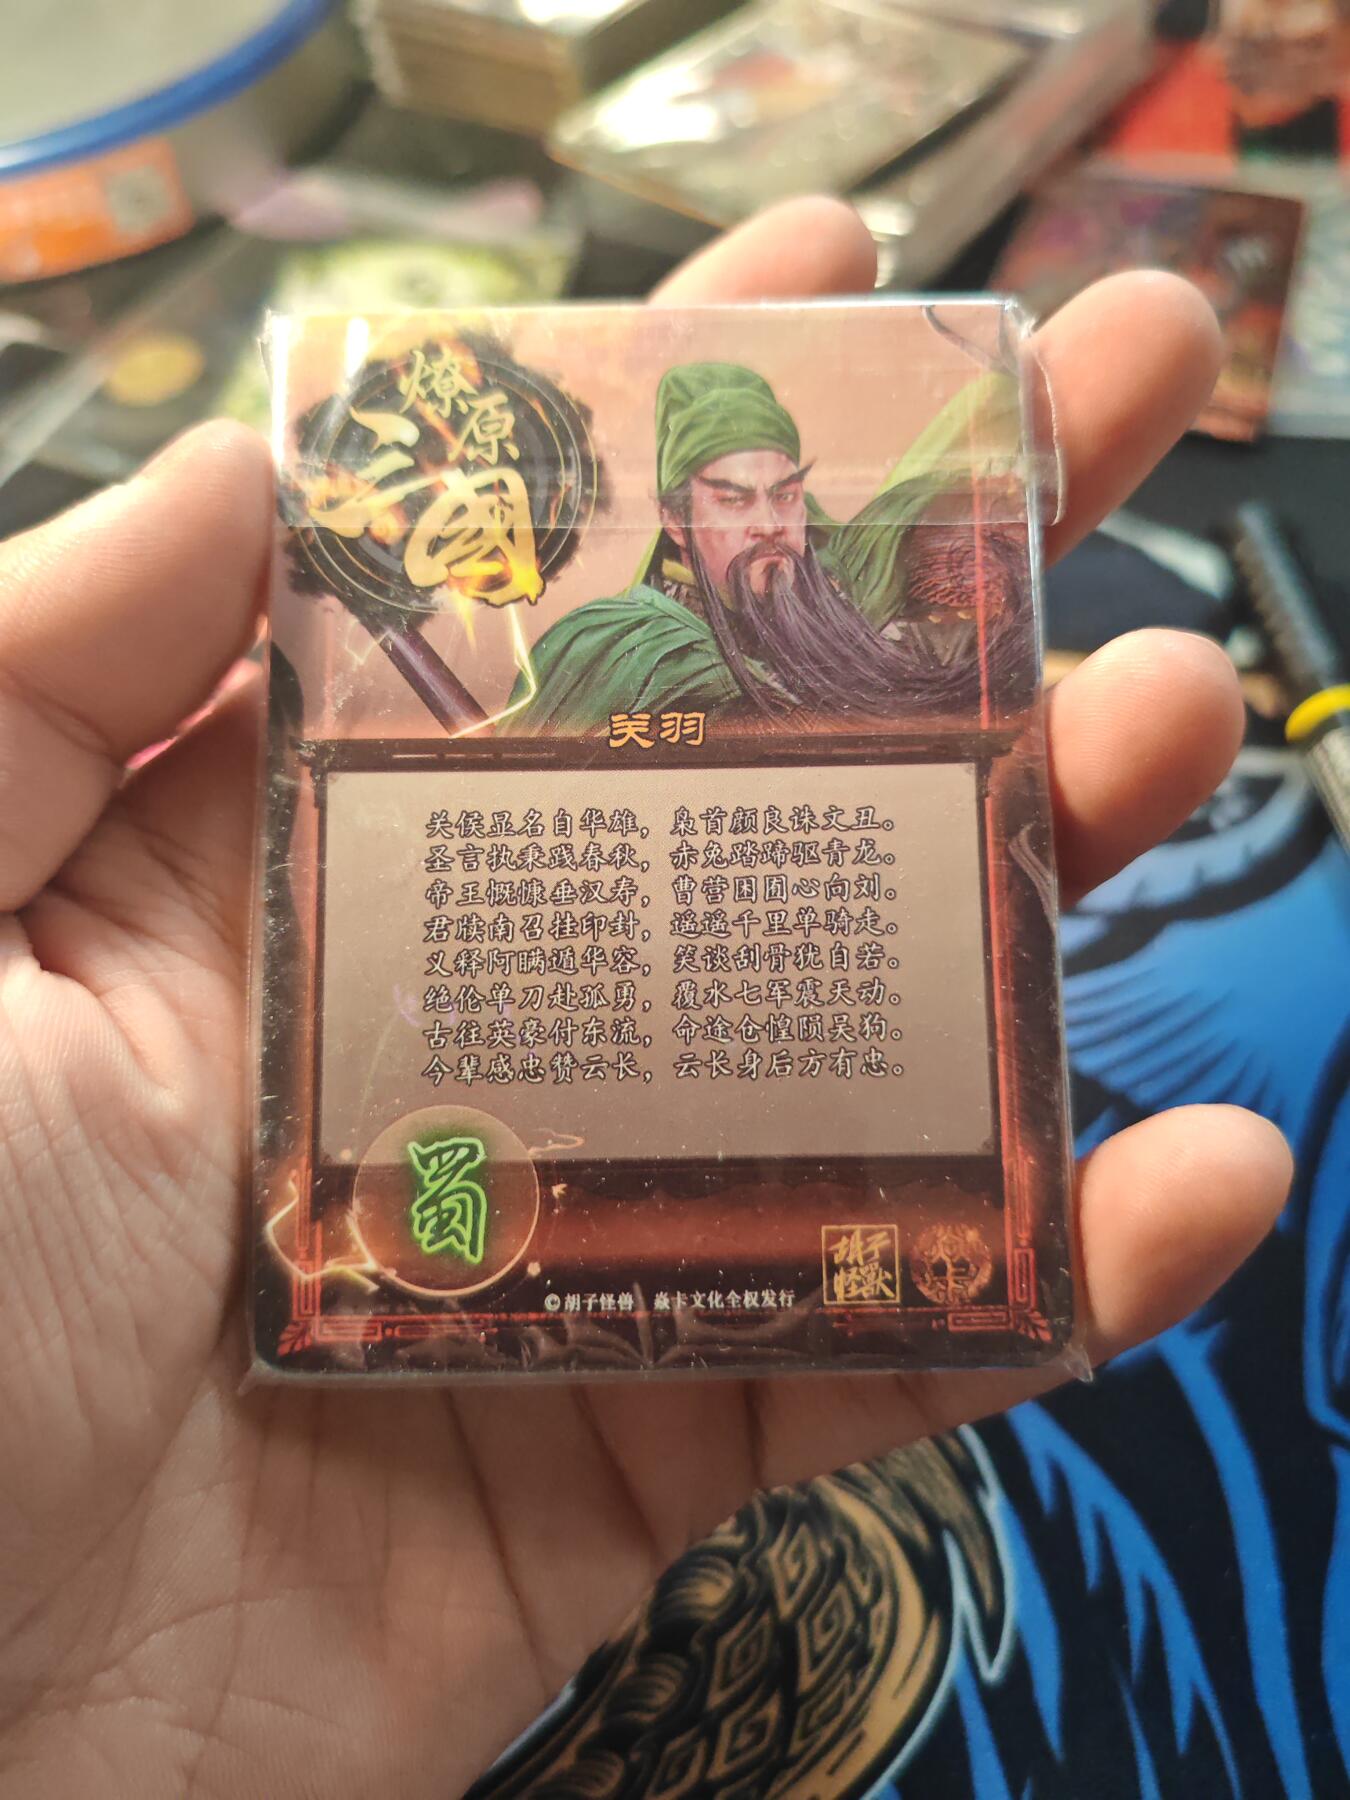 燎原
三國
关羽
关侯显名自华雄，枭首颜良诛文丑。
圣言执秉践春秋，赤兔踏蹄驱青龙。
帝王慨慷垂汉寿，曹营困囿心向刘。
君牍南召挂印封，遥遥千里单骑走。
义释阿瞒遁华容，笑谈刮骨犹自若。
绝伦单刀赴孤勇，覆水七军震天动。
古往英豪付东流，命途仓惶陨吴狗。
今辈感忠赞云长，云长身后方有忠。
蜀
©胡子怪兽 焱卡文化全权发行
胡子
怪獸